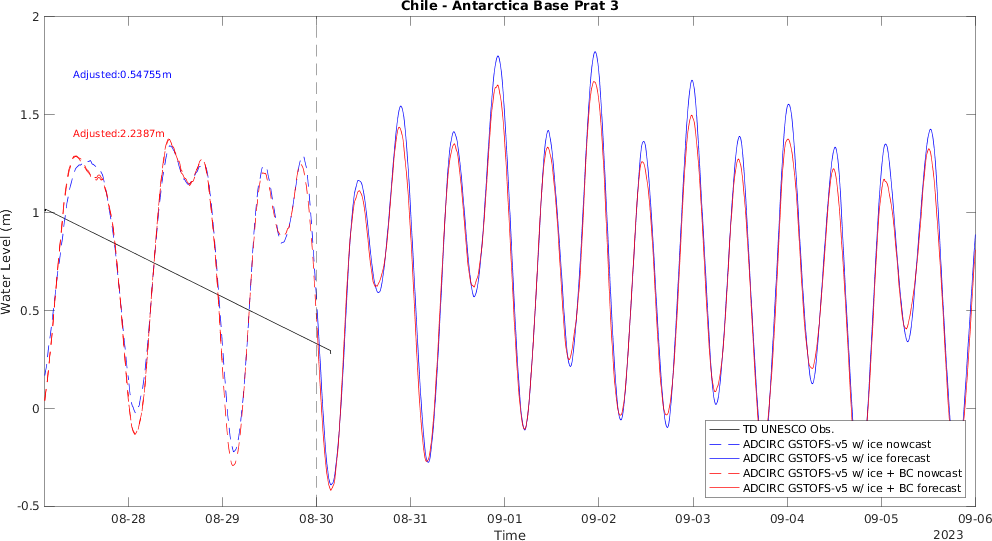 Chile - Antarctica Base Prat 3
2
1.5
1
0.5
0
-0.5
Water Level (m)
Adjusted:0.54755m
Adjusted:2.2387m
TD UNESCO Obs.
ADCIRC GSTOFS-v5 w/ ice nowcast
ADCIRC GSTOFS-v5 w/ ice forecast
ADCIRC GSTOFS-v5 w/ ice + BC nowcast
ADCIRC GSTOFS-v5 w/ ice + BC forecast
08-28 08-29 08-30 08-31 09-01 09-02 09-03 09-04 09-05 09-06
Time
2023